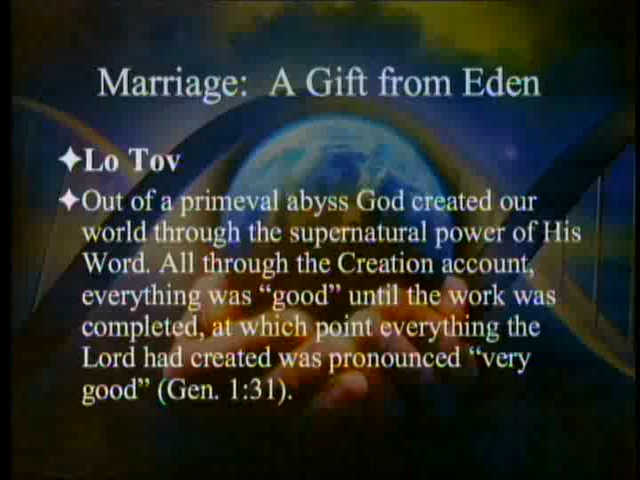 Marriage: A Gift from Eden
Lo Tov
Out of a primeval abyss God created our
world through the supernatural power of His
Word. All through the Creation account,
everything was “good” until the work was
completed, at which point everything the
Lord had created was pronounced “very
good” (Gen. 1:31).